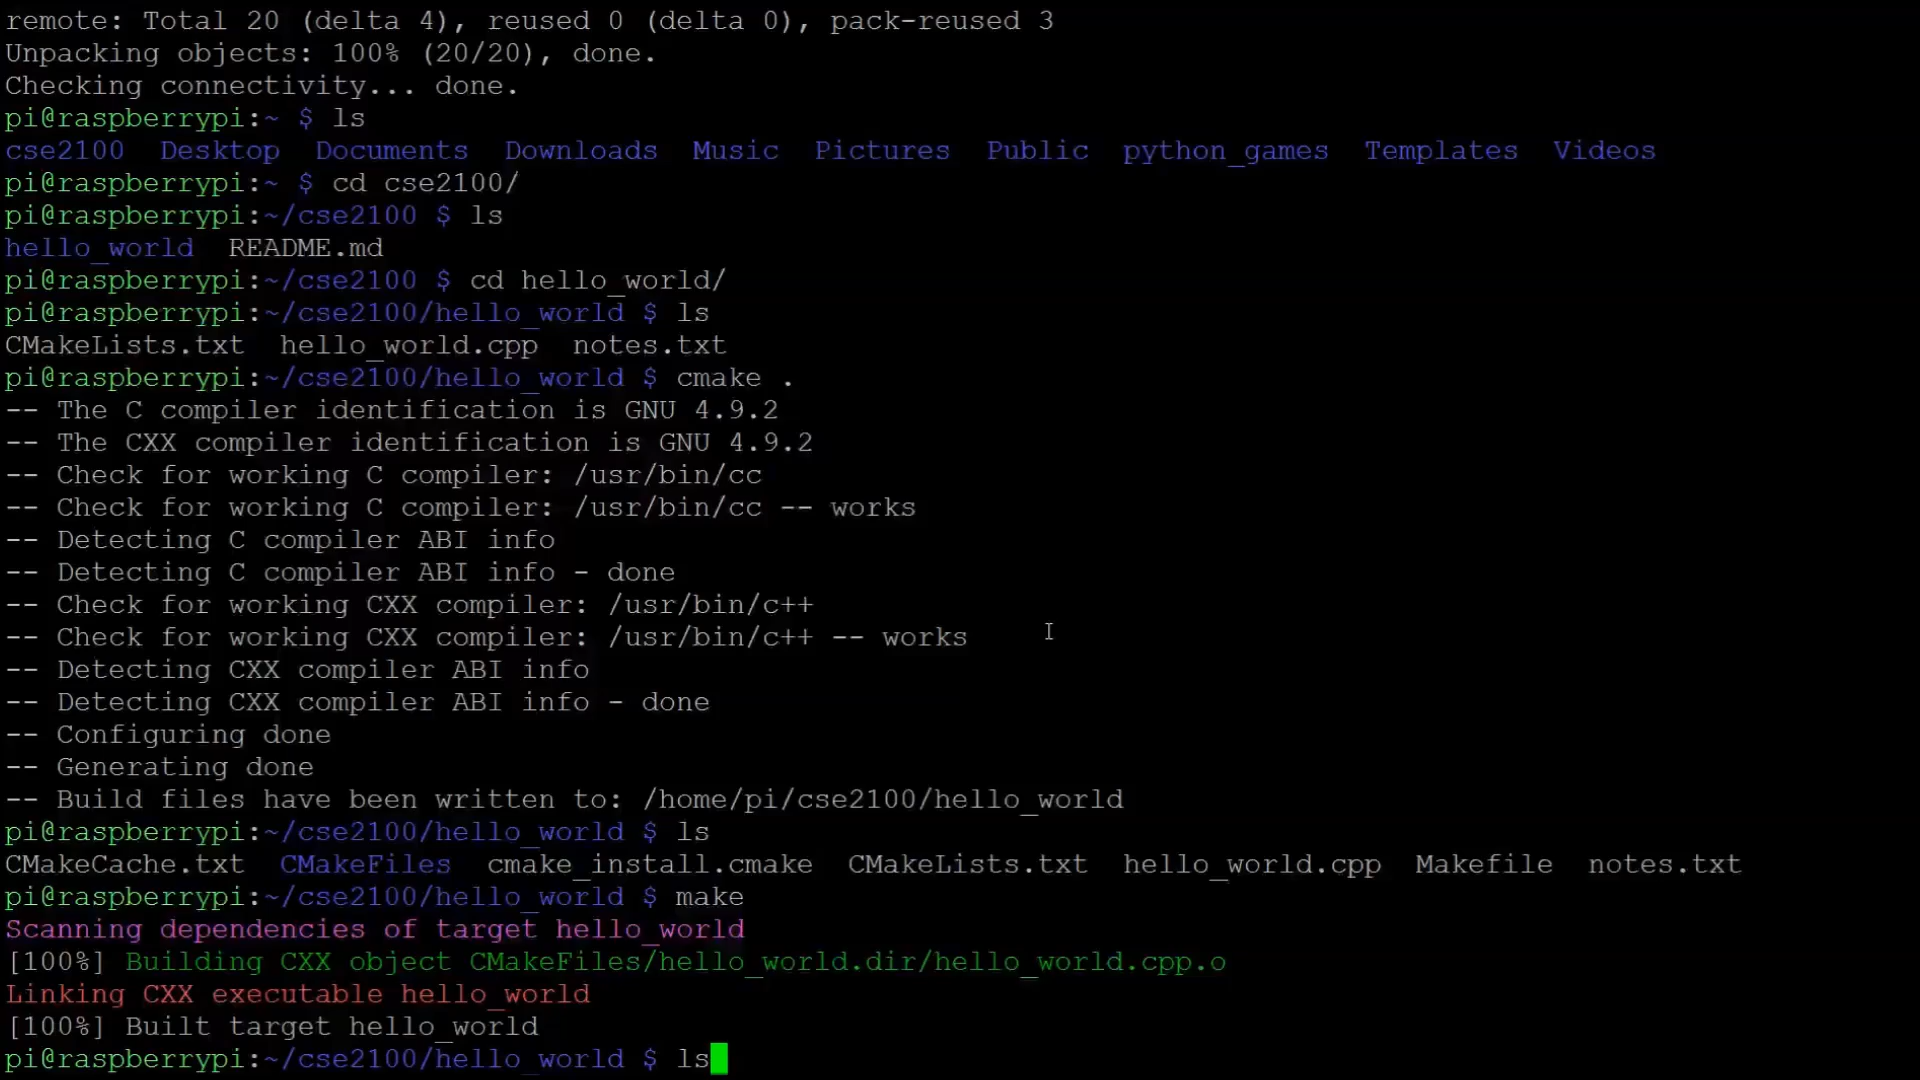 remote: Total 20 (delta 4), reused 0 (delta 0), pack-reused 3
Unpacking objects: 100% (20/20), done.
Checking connectivity... done.
pi@raspberrypi:~ $ ls
cse2100  Desktop  Documents  Downloads  Music  Pictures  Public  python_games  Templates  Videos
pi@raspberrypi:~ $ cd cse2100/
pi@raspberrypi:~/cse2100 $ ls
hello_world  README.md
pi@raspberrypi:~/cse2100 $ cd hello_world/
pi@raspberrypi:~/cse2100/hello_world $ ls
CMakeLists.txt  hello_world.cpp  notes.txt
pi@raspberrypi:~/cse2100/hello_world $ cmake .
-- The C compiler identification is GNU 4.9.2
-- The CXX compiler identification is GNU 4.9.2
-- Check for working C compiler: /usr/bin/cc
-- Check for working C compiler: /usr/bin/cc -- works
-- Detecting C compiler ABI info
-- Detecting C compiler ABI info - done
-- Check for working CXX compiler: /usr/bin/c++
-- Check for working CXX compiler: /usr/bin/c++ -- works
-- Detecting CXX compiler ABI info
-- Detecting CXX compiler ABI info - done
-- Configuring done
-- Generating done
-- Build files have been written to: /home/pi/cse2100/hello_world
pi@raspberrypi:~/cse2100/hello_world $ ls
CMakeCache.txt  CMakeFiles  cmake_install.cmake  CMakeLists.txt  hello_world.cpp  Makefile  notes.txt
pi@raspberrypi:~/cse2100/hello_world $ make
Scanning dependencies of target hello_world
[100%] Building CXX object CMakeFiles/hello_world.dir/hello_world.cpp.o
Linking CXX executable hello_world
[100%] Built target hello_world
pi@raspberrypi:~/cse2100/hello_world $ ls